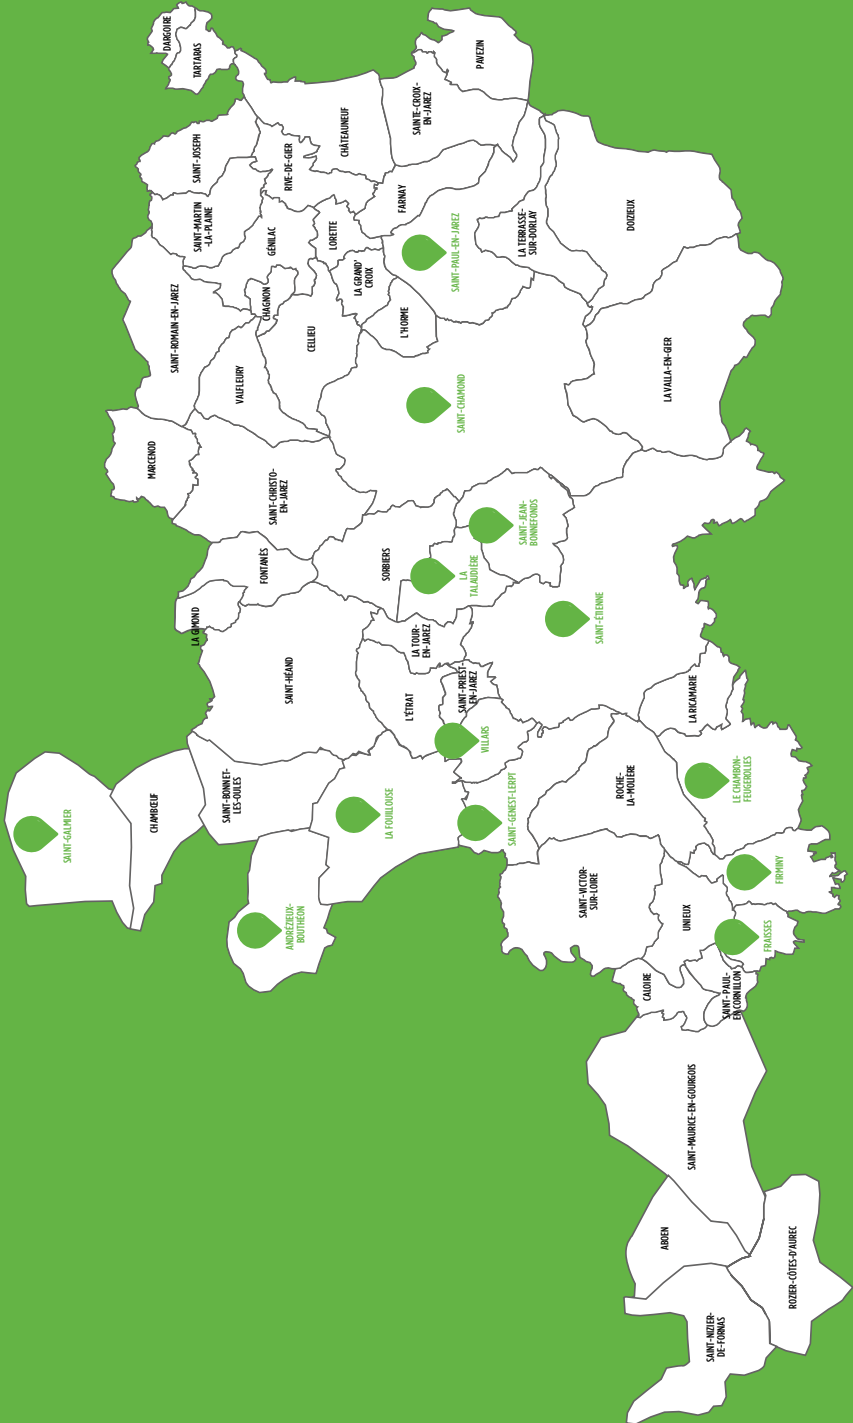 DARGOIRE
TARTARAS
PAVEZIN
SAINTE-CROIX-
EN-JAREZ
CHÂTEAUNEUF
SAINT-JOSEPH
RIVE-DE-GIER
SAINT-MARTIN
-LA-PLAINE
FARNAY
GÉNILAC
LORETTE
SAINT-PAUL-EN-JAREZ
LA TERRASSE-
SUR-DORLAY
DOIZIEUX
LA GRAND'
CROIX
CHAGNON
SAINT-ROMAIN-EN-JAREZ
CELLIEU
L'HORME
VALFLEURY
LA VALLA-EN-GIER
SAINT-CHAMOND
MARCENOD
SAINT-CHRISTO-
EN-JAREZ
SAINT-JEAN-
BONNEFONDS
FONTANÈS
SORBIERS
LA
TALAUDIÈRE
LA GIMOND
SAINT-ÉTIENNE
LA TOUR-
EN-JAREZ
SAINT-HÉAND
SAINT-PRIEST-
EN-JAREZ
L'ÉTRAT
LA RICAMARIE
VILLARS
SAINT-BONNET-
LES-OULES
ROCHE-
LA-MOLIÈRE
LE CHAMBON-
FEUGEROLLES
SAINT-GENEST-LERPT
LA FOUILLOUSE
CHAMBŒUF
SAINT-GALMIER
FIRMINY
SAINT-VICTOR-
SUR-LOIRE
UNIEUX
ANDRÉZIEUX-
BOUTHÉON
FRAISSES
CALOIRE
SAINT- PAUL-
EN CORNILLON
SAINT-MAURICE-EN-GOURGOIS
ABOEN
ROZIER-CÔTES-D'AUREC
SAINT-NIZIER-
DE-FORNAS